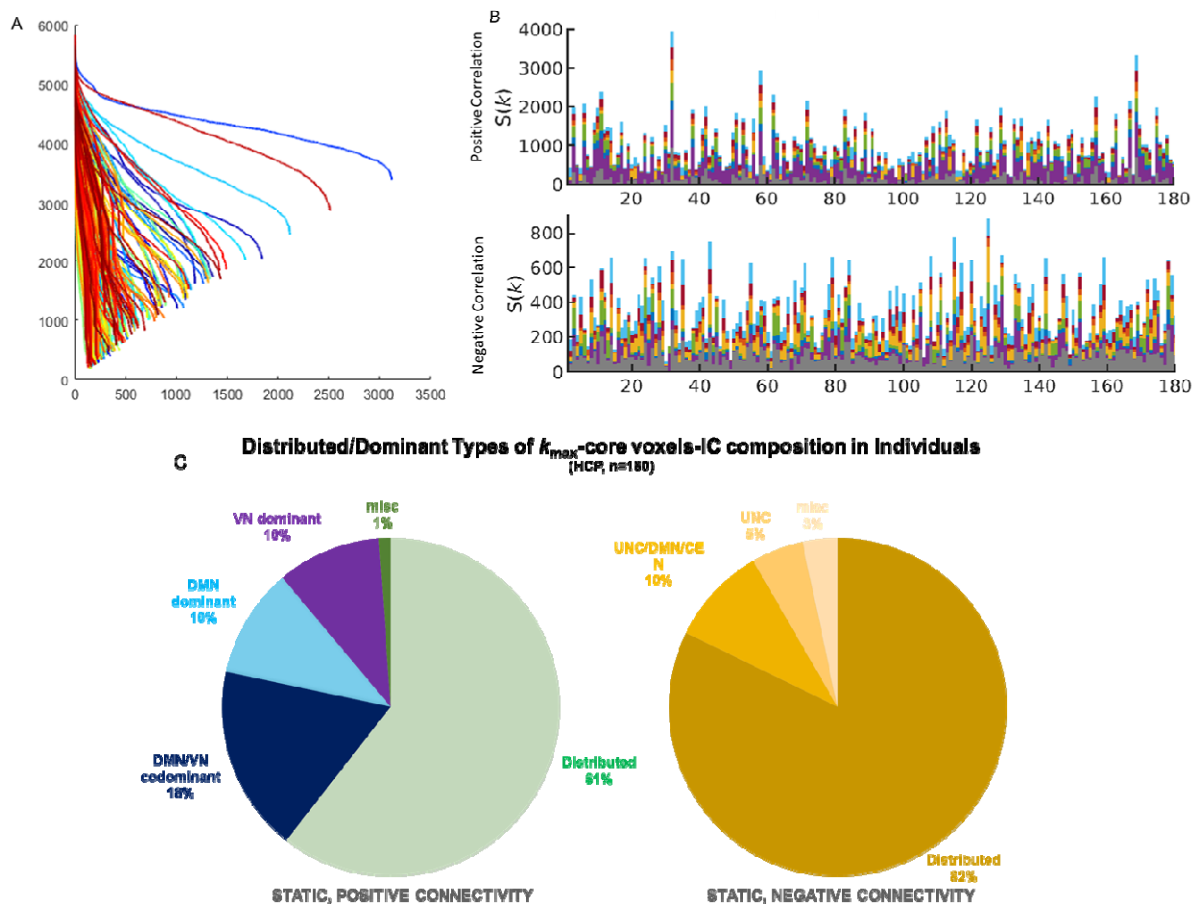 A
6000
5000
4000
3000
2000
1000
0
0 500 1000 1500 2000 2500 3000 3500
B
Positive Correlation
S(k)
4000
3000
2000
1000
0
20 40 60 80 100 120 140 160 180
Negative Correlation
S(k)
800
600
400
200
0
20 40 60 80 100 120 140 160 180
Distributed/Dominant Types of kmax-core voxels-IC composition in Individuals
(HCP, n=180)
C
misc
1%
VN dominant
10%
DMN
dominant
10%
DMN/VN
codominant
18%
Distributed
61%
STATIC, POSITIVE CONNECTIVITY
misc
3%
UNC
5%
UNC/DMN/CE
N
10%
Distributed
82%
STATIC, NEGATIVE CONNECTIVITY